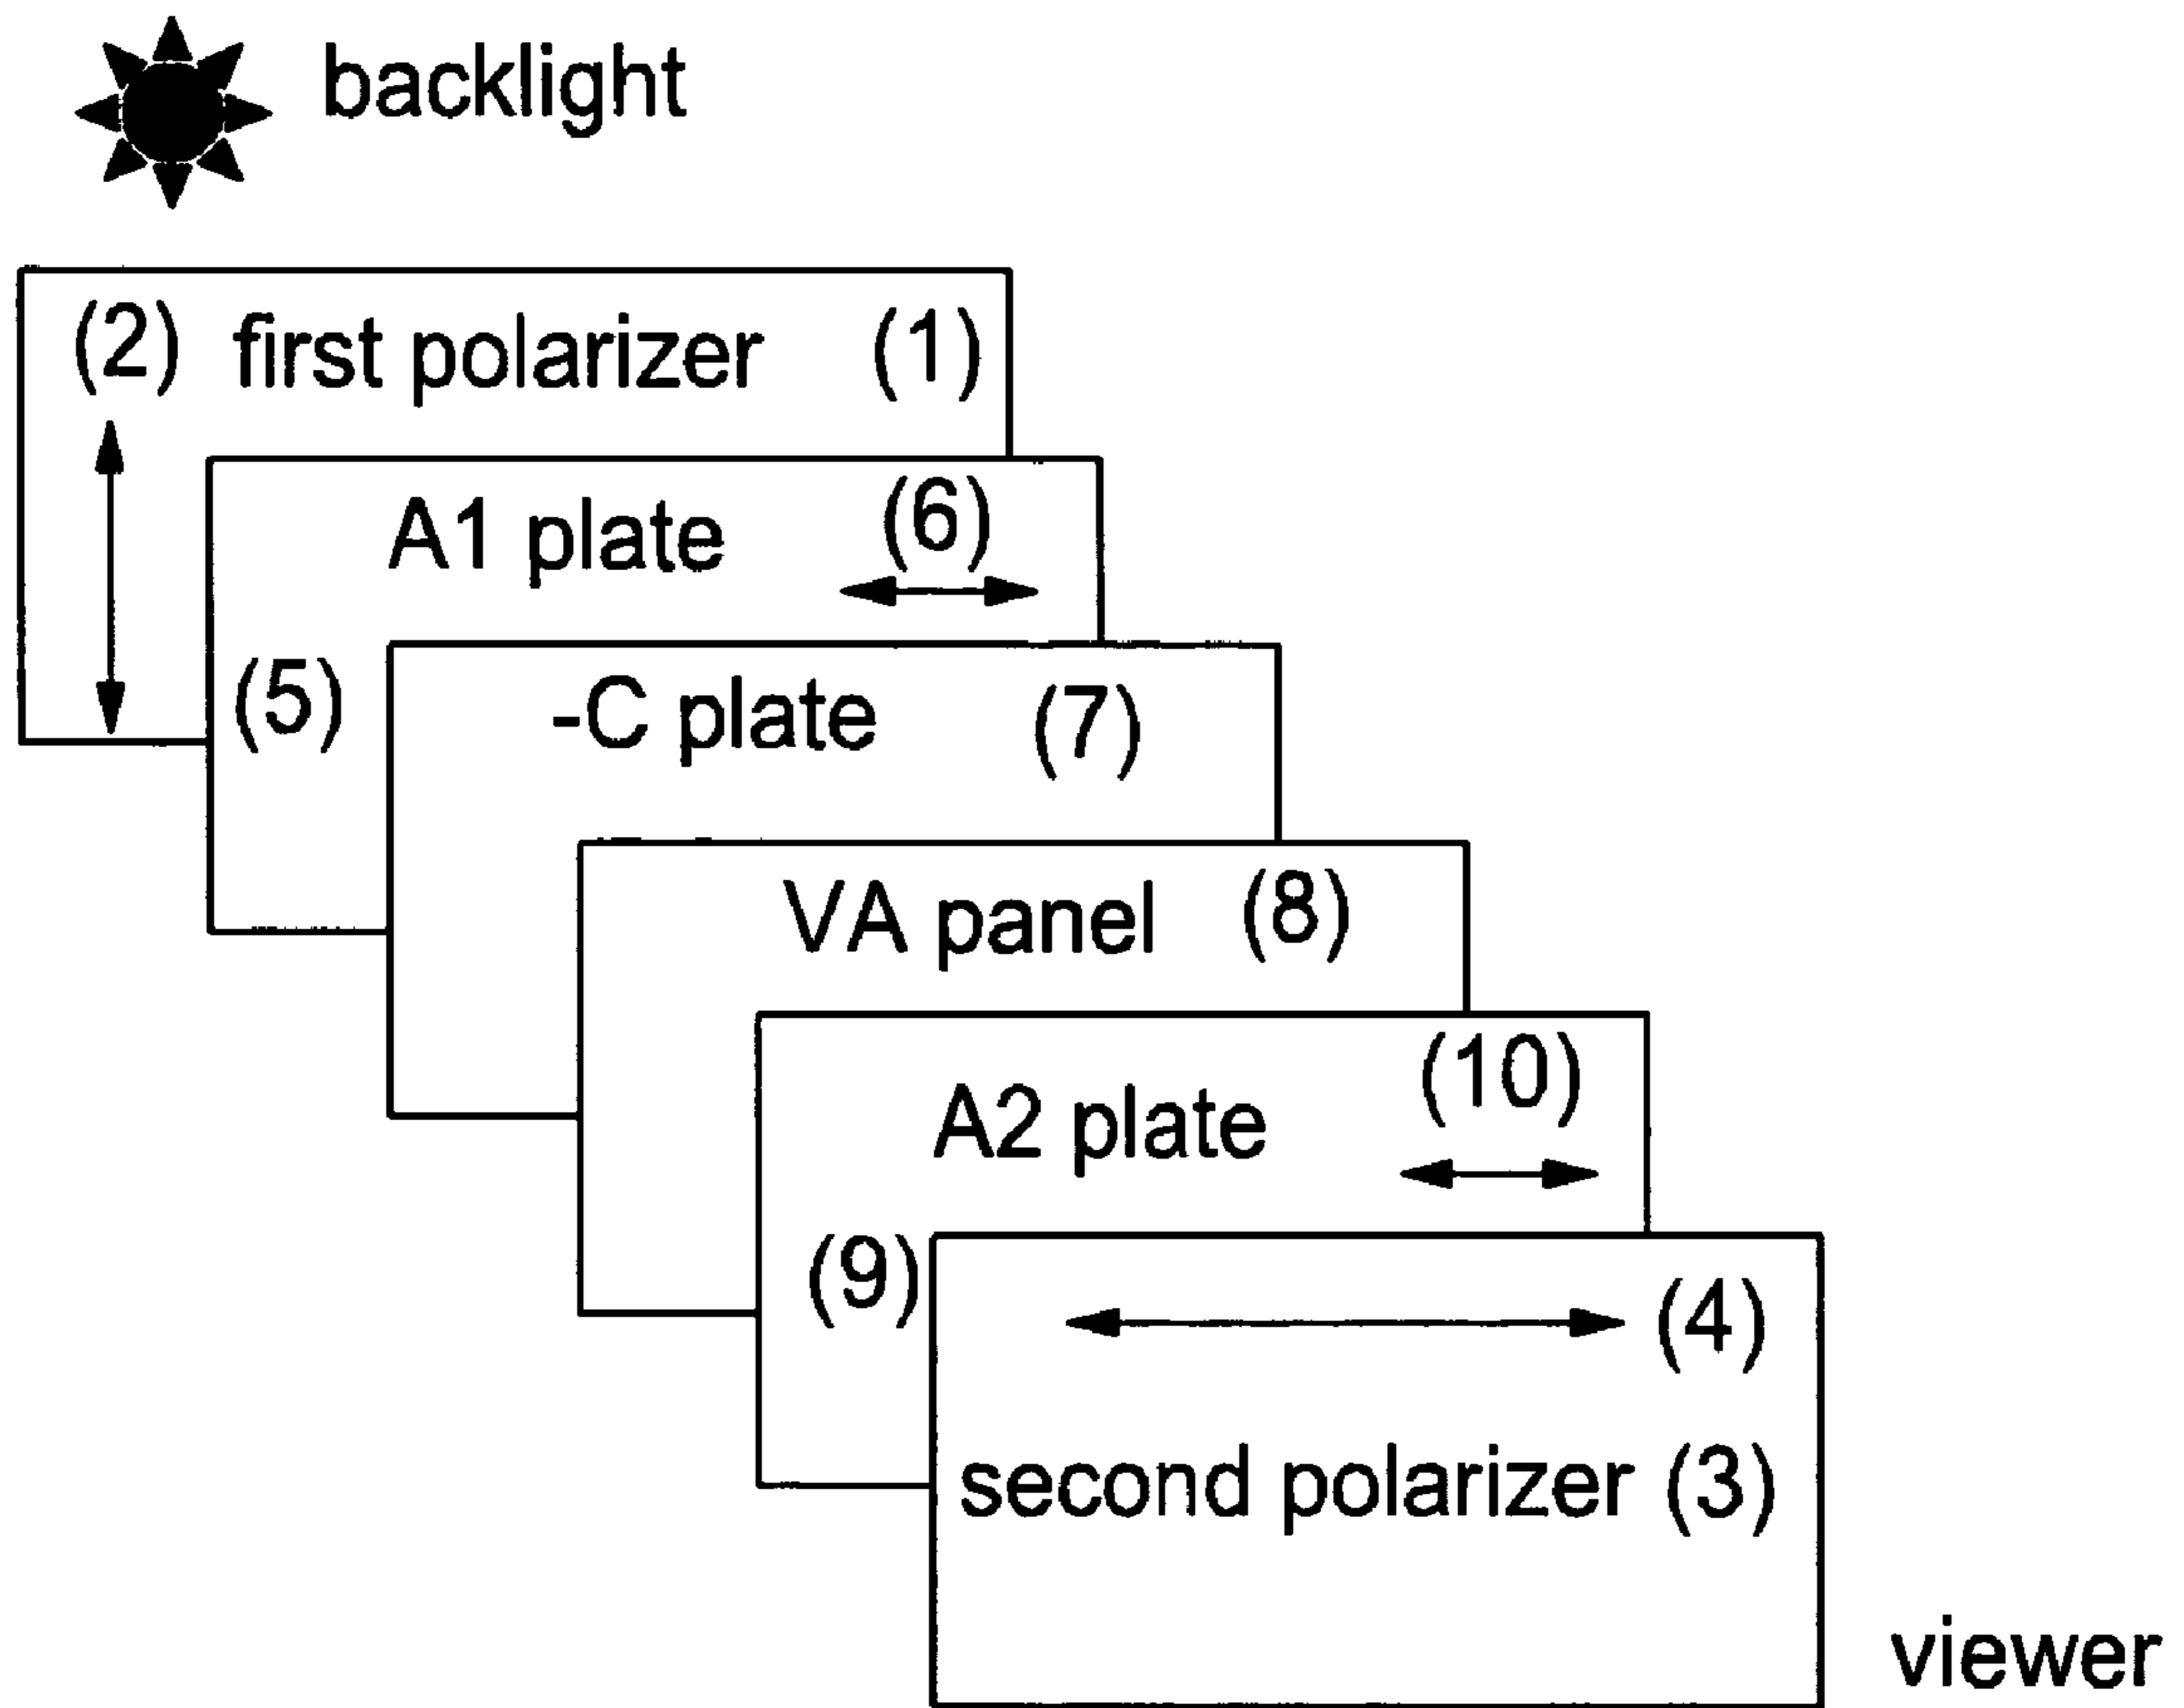 backlight
(2) first polarizer (1)
A1 plate (6)
(5) -C plate (7)
VA panel (8)
(10)
A2 plate
(9)
(4)
second polarizer (3)
viewer